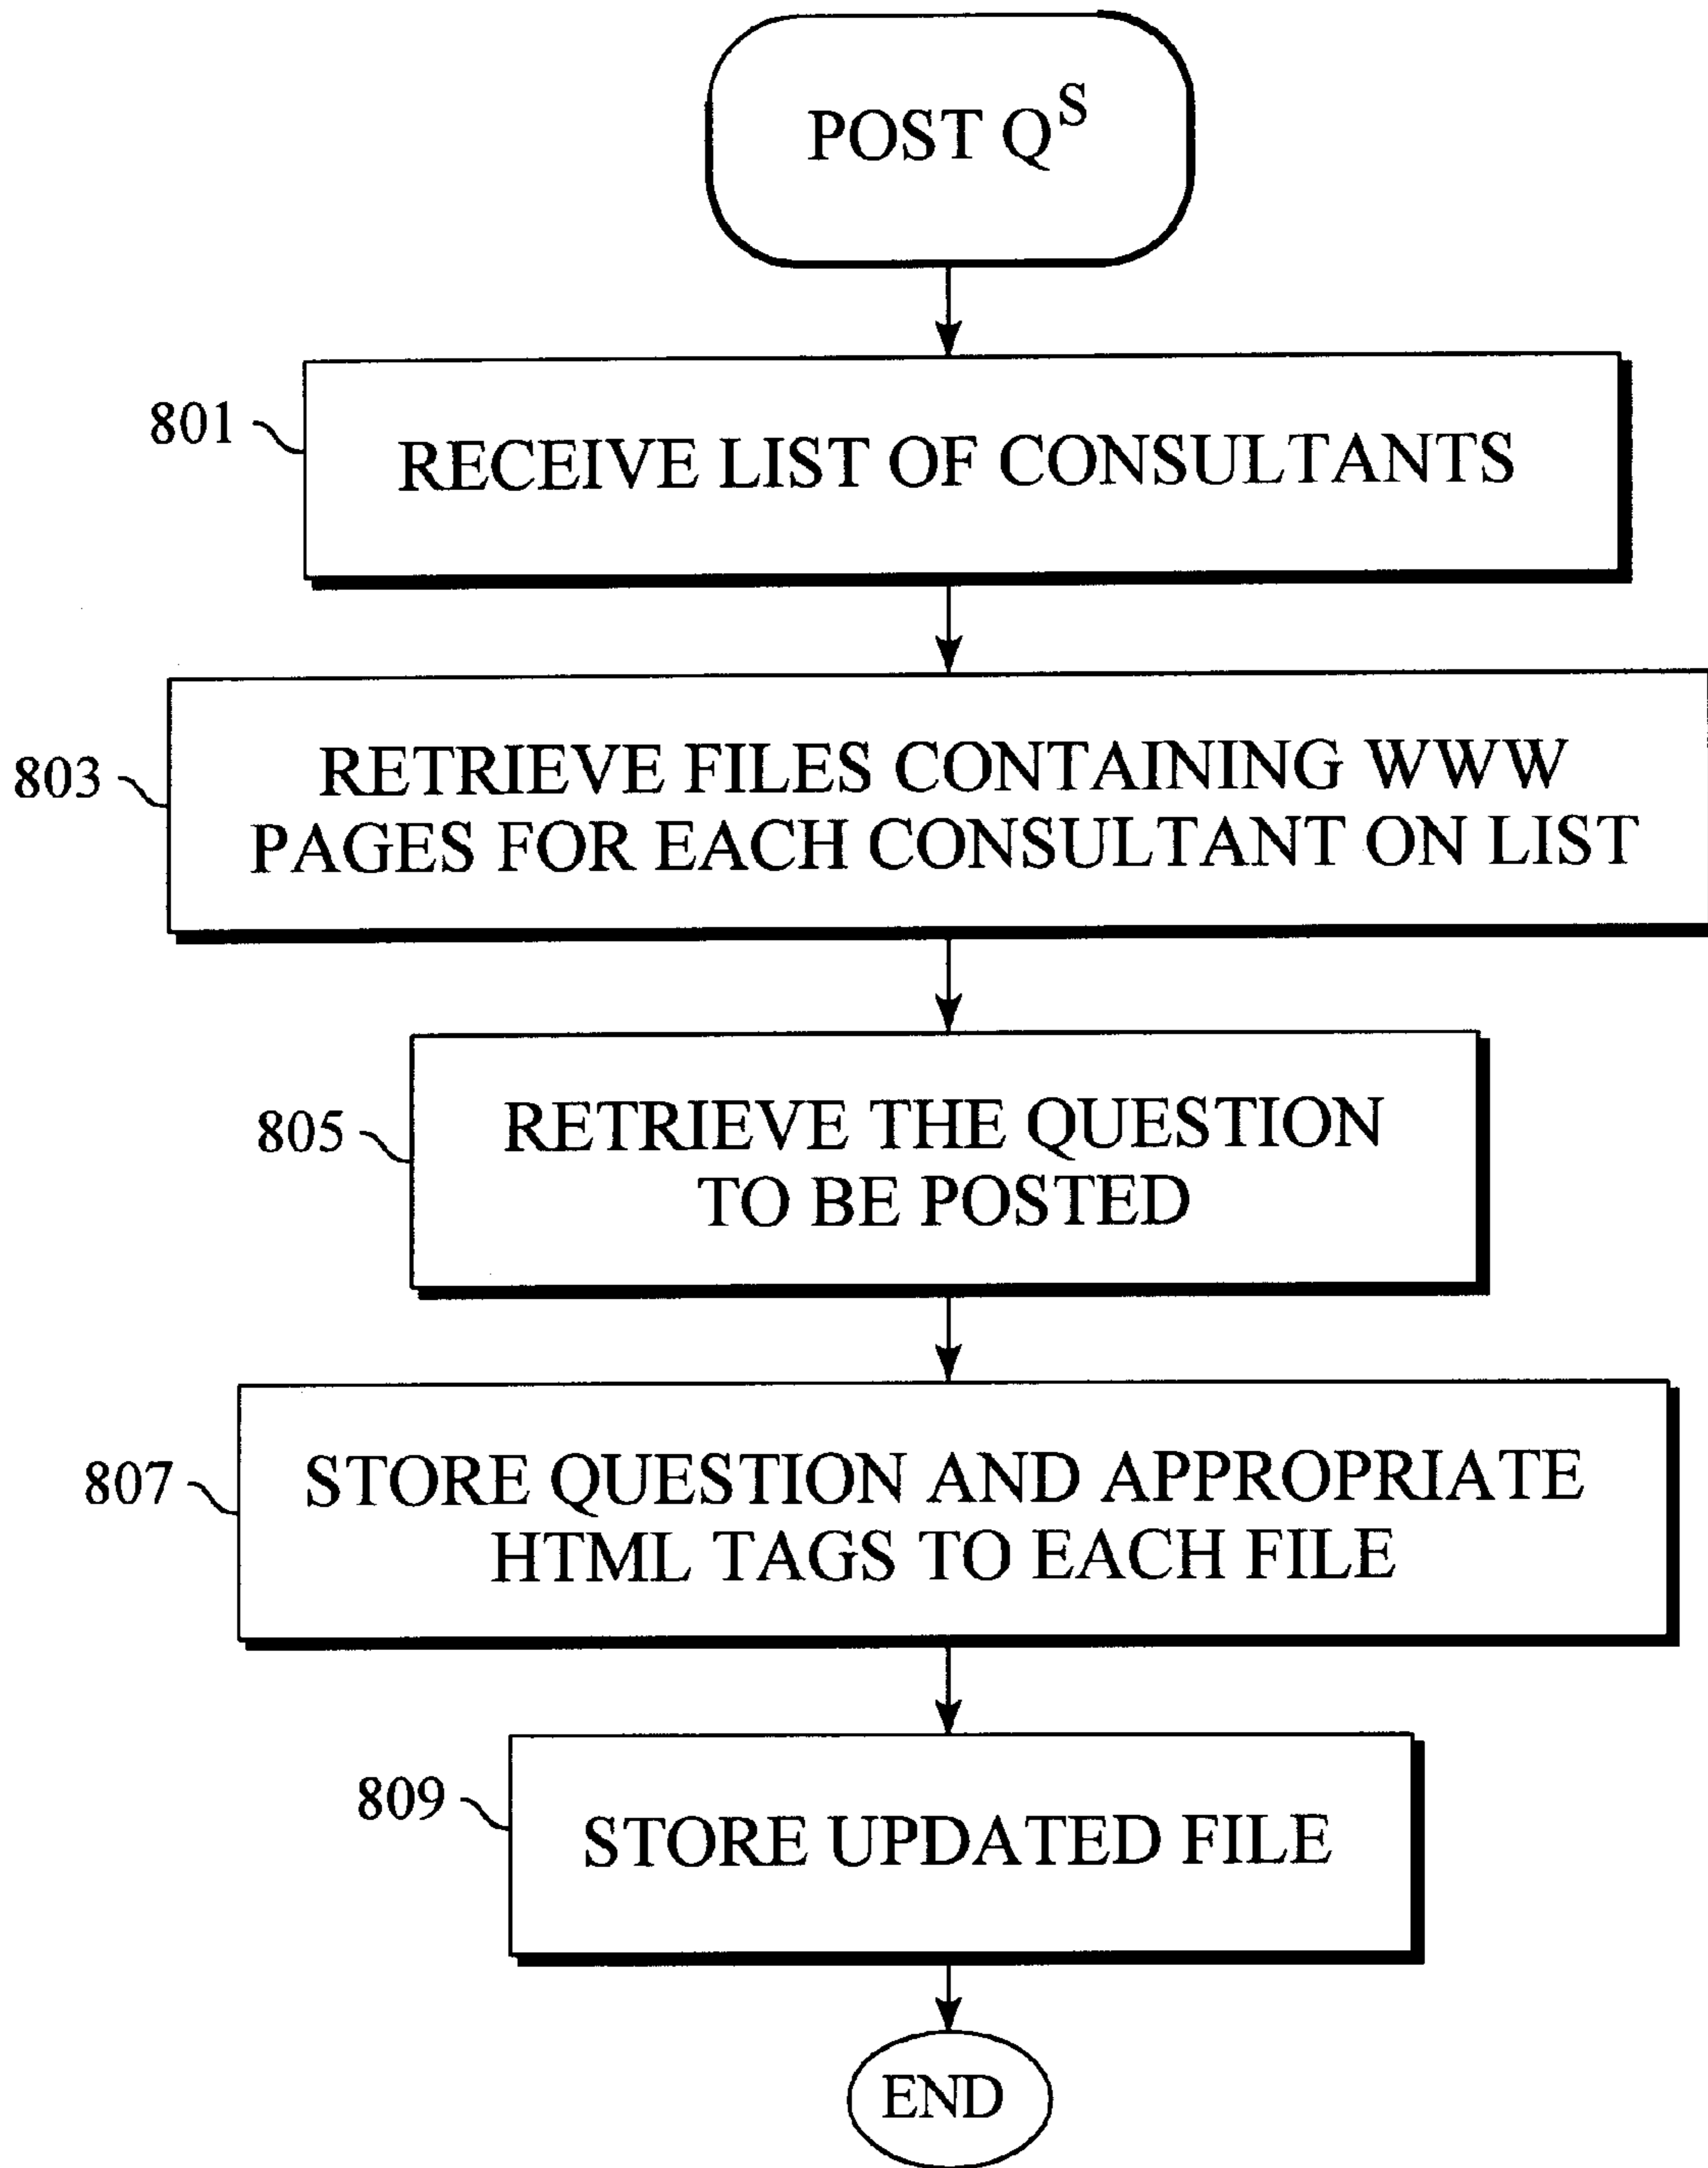 POST Q^S
801
RECEIVE LIST OF CONSULTANTS
803
RETRIEVE FILES CONTAINING WWW
PAGES FOR EACH CONSULTANT ON LIST
805
RETRIEVE THE QUESTION
TO BE POSTED
807
STORE QUESTION AND APPROPRIATE
HTML TAGS TO EACH FILE
809
STORE UPDATED FILE
END